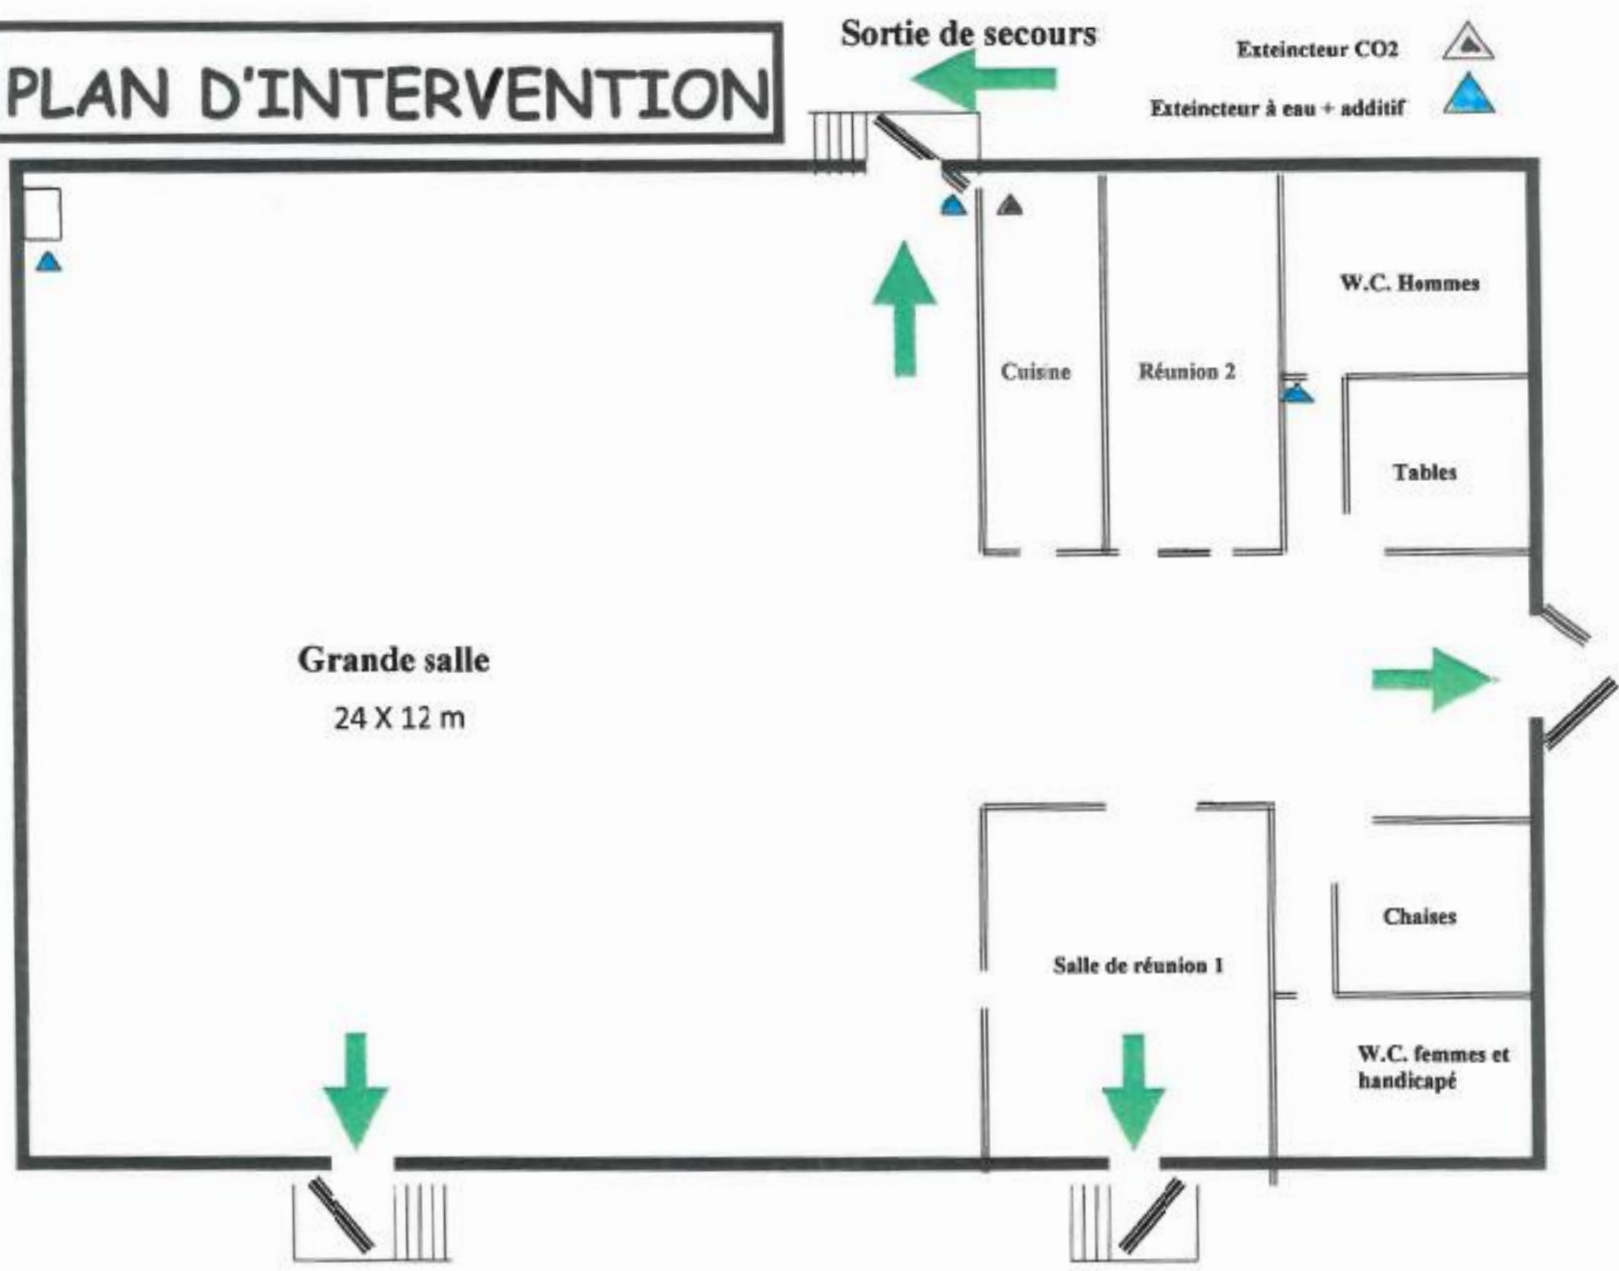 PLAN D'INTERVENTION
Sortie de secours
Exteincteur CO2
Exteincteur à eau + additif
W.C. Hommes
Cuisine
Réunion 2
Tables
Grande salle
24 X 12 m
Chaises
Salle de réunion 1
W.C. femmes et
handicapé